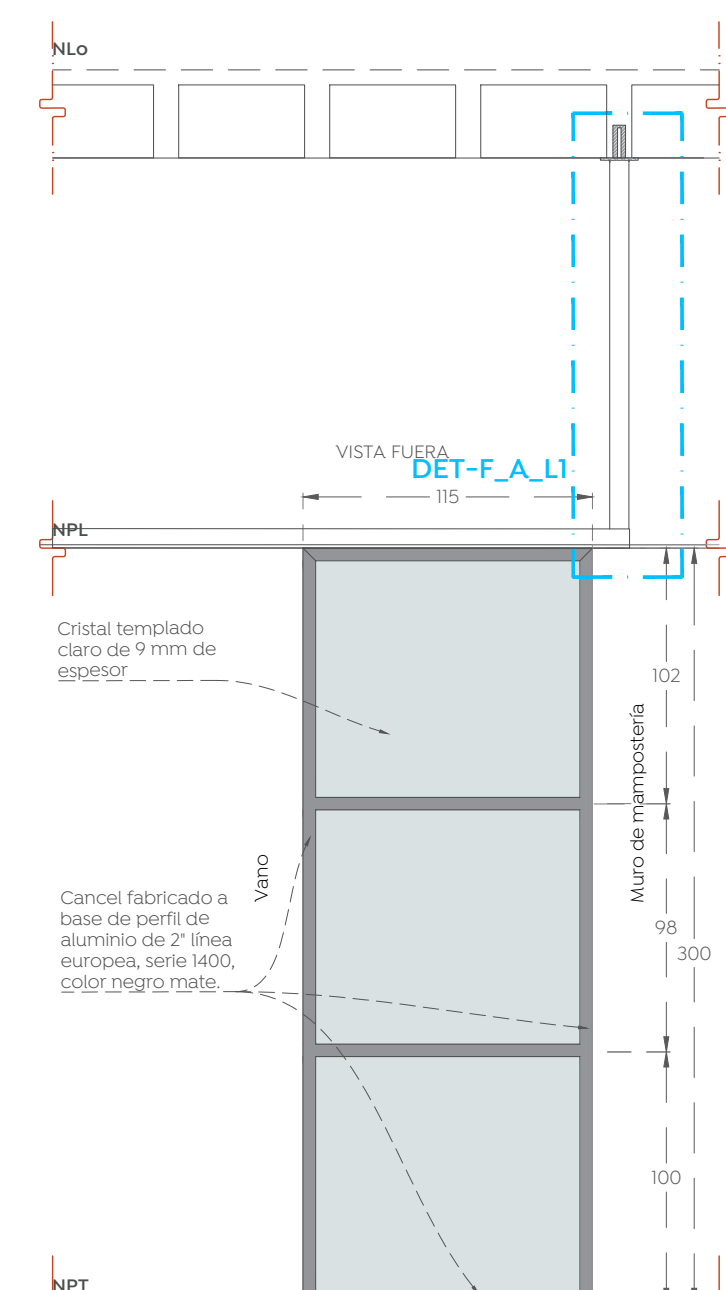 NLo
VISTA FUERA
DET-F_A_L1
115
NPL
Cristal templado
claro de 9 mm de
espesor
102
Muro de mampostería
Vano
Cancel fabricado a
base de perfil de
aluminio de 2" línea
europea, serie 1400,
color negro mate.
98
300
100
NPT